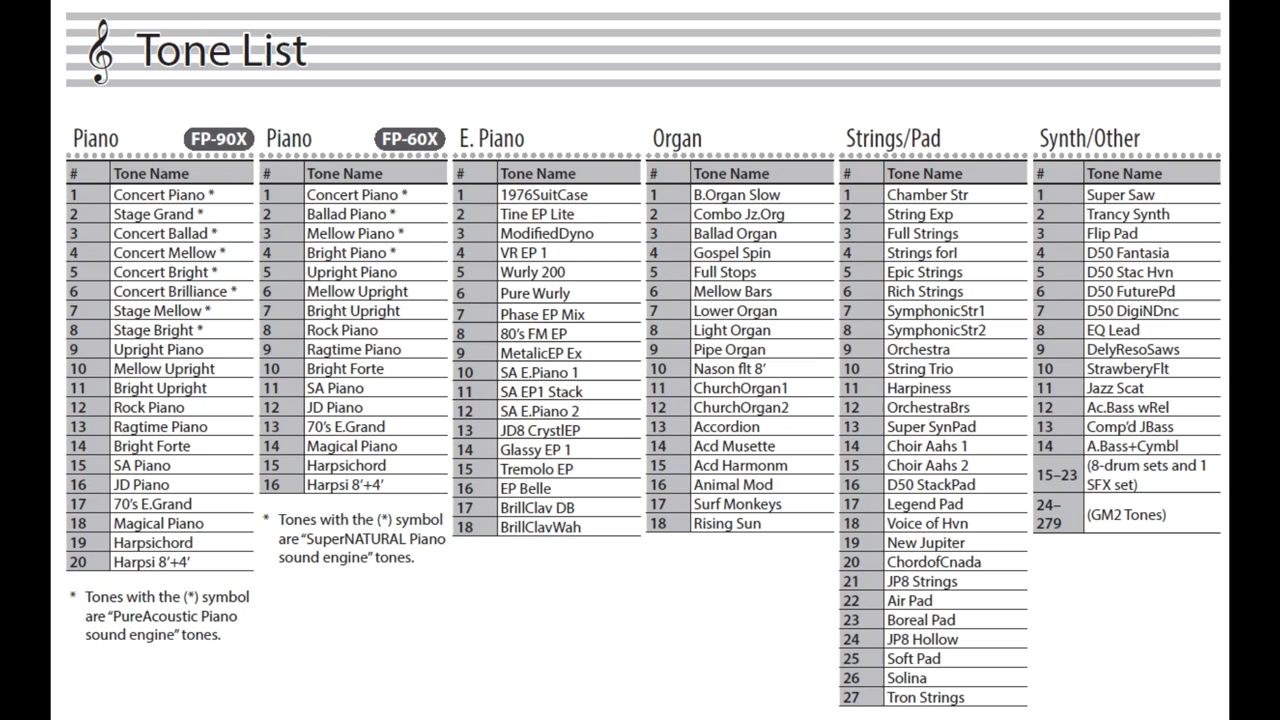 Tone List
Piano FP-90X
# Tone Name
1 Concert Piano *
2 Stage Grand *
3 Concert Ballad *
4 Concert Mellow *
5 Concert Bright *
6 Concert Brilliance *
7 Stage Mellow *
8 Stage Bright *
9 Upright Piano
10 Mellow Upright
11 Bright Upright
12 Rock Piano
13 Ragtime Piano
14 Bright Forte
15 SA Piano
16 JD Piano
17 70’s E.Grand
18 Magical Piano
19 Harpsichord
20 Harpsi 8’+4’
* Tones with the (*) symbol
are “PureAcoustic Piano
sound engine” tones.
Piano FP-60X
# Tone Name
1 Concert Piano *
2 Ballad Piano *
3 Mellow Piano *
4 Bright Piano *
5 Upright Piano
6 Mellow Upright
7 Bright Upright
8 Rock Piano
9 Ragtime Piano
10 Bright Forte
11 SA Piano
12 JD Piano
13 70’s E.Grand
14 Magical Piano
15 Harpsichord
16 Harpsi 8’+4’
* Tones with the (*) symbol
are “SuperNATURAL Piano
sound engine” tones.
E. Piano
# Tone Name
1 1976SuitCase
2 Tine EP Lite
3 ModifiedDyno
4 VR EP 1
5 Wurly 200
6 Pure Wurly
7 Phase EP Mix
8 80’s FM EP
9 MetalicEP Ex
10 SA E.Piano 1
11 SA EP1 Stack
12 SA E.Piano 2
13 JD8 CrystlEP
14 Glassy EP 1
15 Tremolo EP
16 EP Belle
17 BrillClav DB
18 BrillClavWah
Organ
# Tone Name
1 B.Organ Slow
2 Combo Jz.Org
3 Ballad Organ
4 Gospel Spin
5 Full Stops
6 Mellow Bars
7 Lower Organ
8 Light Organ
9 Pipe Organ
10 Nason flt 8’
11 ChurchOrgan1
12 ChurchOrgan2
13 Accordion
14 Acd Musette
15 Acd Harmonm
16 Animal Mod
17 Surf Monkeys
18 Rising Sun
Strings/Pad
# Tone Name
1 Chamber Str
2 String Exp
3 Full Strings
4 Strings forl
5 Epic Strings
6 Rich Strings
7 SymphonicStr1
8 SymphonicStr2
9 Orchestra
10 String Trio
11 Harpiness
12 OrchestraBrs
13 Super SynPad
14 Choir Aahs 1
15 Choir Aahs 2
16 D50 StackPad
17 Legend Pad
18 Voice of Hvn
19 New Jupiter
20 ChordofCnada
21 JP8 Strings
22 Air Pad
23 Boreal Pad
24 JP8 Hollow
25 Soft Pad
26 Solina
27 Tron Strings
Synth/Other
# Tone Name
1 Super Saw
2 Trancy Synth
3 Flip Pad
4 D50 Fantasia
5 D50 Stac Hvn
6 D50 FuturePd
7 D50 DigiNDnc
8 EQ Lead
9 DelyResoSaws
10 StrawberyFlt
11 Jazz Scat
12 Ac.Bass wRel
13 Comp’d JBass
14 A.Bass+Cymbl
15–23 (8-drum sets and 1
SFX set)
24–
279 (GM2 Tones)